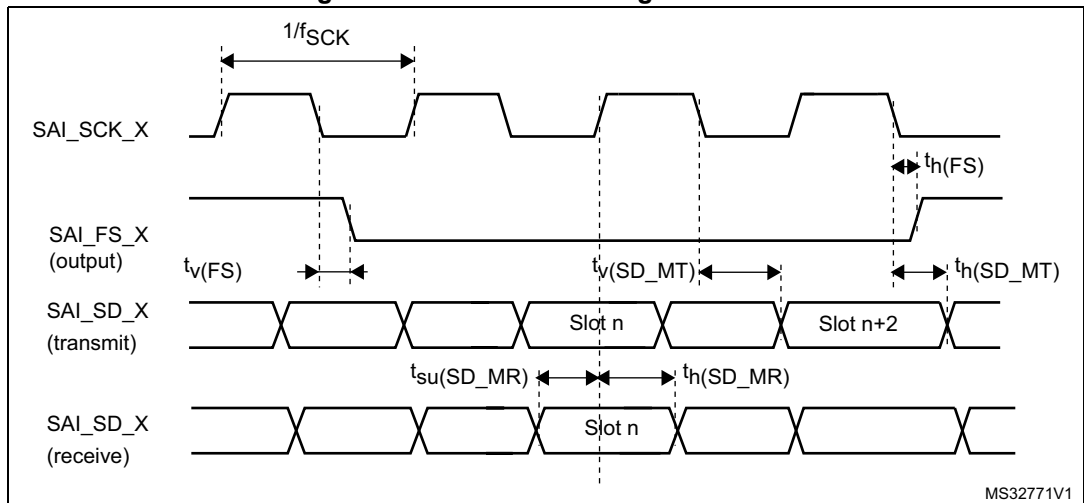 1/fSCK
SAI_SCK_X
th(FS)
SAI_FS_X
(output)
tv(FS)
tv(SD_MT)
th(SD_MT)
SAI_SD_X
(transmit)
Slot n
Slot n+2
tsu(SD_MR)
th(SD_MR)
SAI_SD_X
(receive)
Slot n
MS32771V1